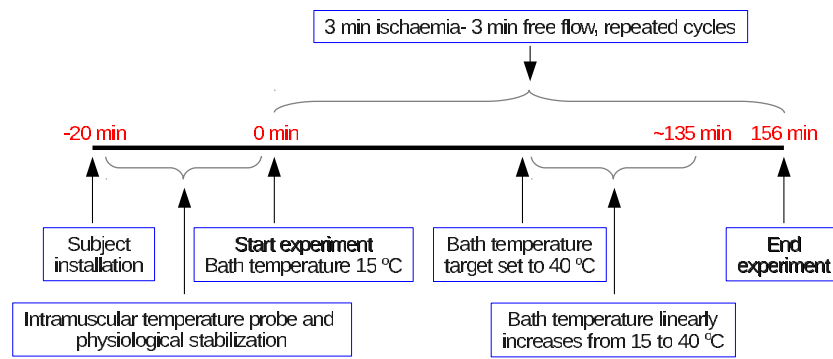 3 min ischaemia- 3 min free flow, repeated cycles
-20 min
0 min
~135 min
156 min
Subject
installation
Start experiment
Bath temperature 15 ºC
Bath temperature
target set to 40 ºC
End
experiment
Intramuscular temperature probe and
physiological stabilization
Bath temperature linearly
increases from 15 to 40 ºC